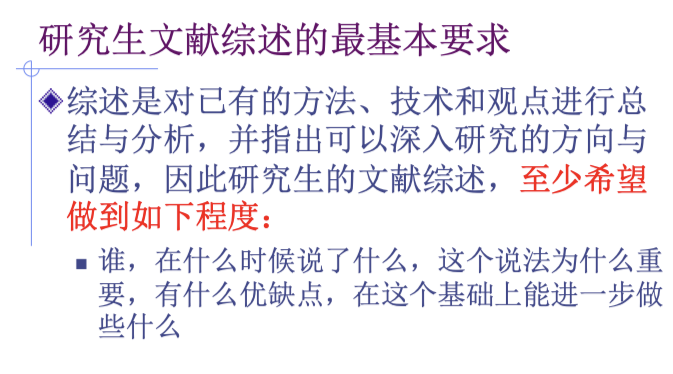 研究生文献综述的最基本要求
综述是对已有的方法、技术和观点进行总
结与分析，并指出可以深入研究的方向与
问题，因此研究生的文献综述，至少希望
做到如下程度：
谁，在什么时候说了什么，这个说法为什么重
要，有什么优缺点，在这个基础上能进一步做
些什么